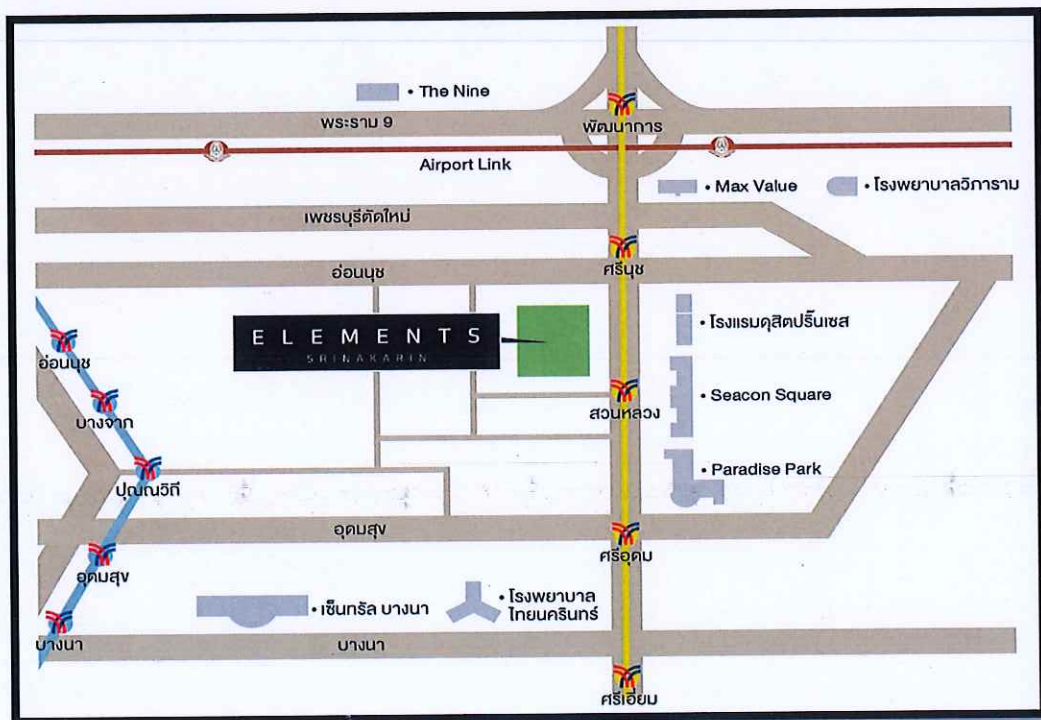 • The Nine
พระราม 9
พัฒนาการ
Airport Link
• Max Value
• โรงพยาบาลวิภาราม
เพชรบุรีตัดใหม่
ศรีนุช
อ่อนนุช
ELEMENTS
SRINAKARIN
• โรงแรมดุสิตปริ๊นเซส
อ่อนนุช
บางจาก
สวนหลวง
• Seacon Square
ปุณณวิถี
• Paradise Park
อุดมสุข
ศรีอุดม
อุดมสุข
• เซ็นทรัล บางนา
• โรงพยาบาล
ไทยนครินทร์
บางนา
บางนา
ศรีเอี่ยม